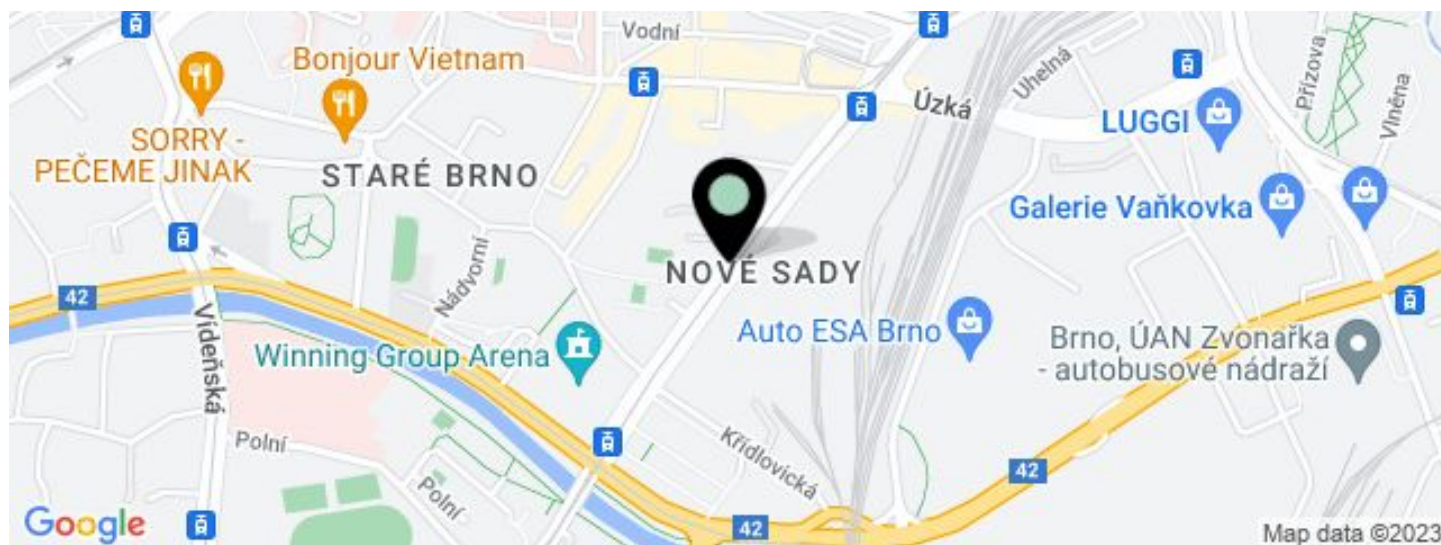 Vodní
Bonjour Vietnam
Uhelná
Přízova
Vlněna
Úzká
LUGGI
SORRY -
PEČEME JINAK
STARÉ BRNO
Galerie Vaňkovka
Nádvorní
NOVÉ SADY
42
Vídeňská
Winning Group Arena
Auto ESA Brno
Brno, ÚAN Zvonařka
- autobusové nádraží
Polní
Křídlovická
42
Polní
Google
42
Map data ©2023